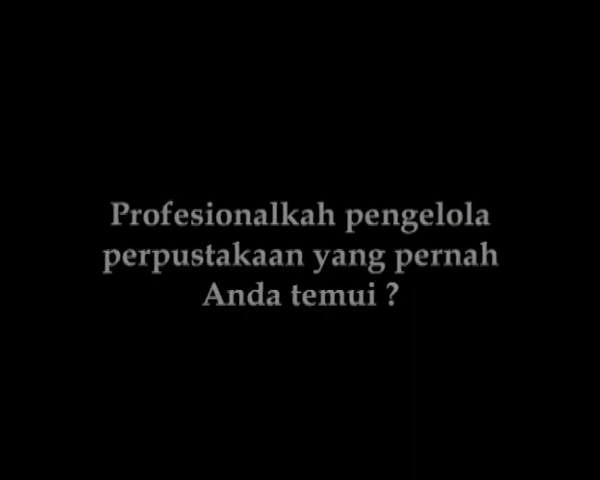 Profesionalkah pengelola
perpustakaan yang pernah
Anda temui ?